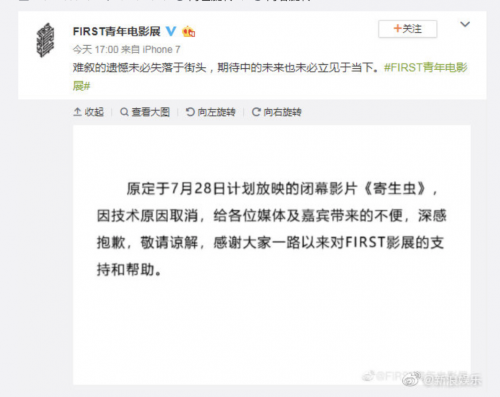 FIRST青年电影展
+关注
今天 17:00 来自 iPhone 7
难叙的遗憾未必失落于街头，期待中的未来也未必立见于当下。#FIRST青年电影
展#
收起 查看大图 向左旋转 向右旋转
原定于7月28日计划放映的闭幕影片《寄生虫》，
因技术原因取消，给各位媒体及嘉宾带来的不便，深感
抱歉，敬请谅解，感谢大家一路以来对FIRST影展的支
持和帮助。
@新浪娱乐